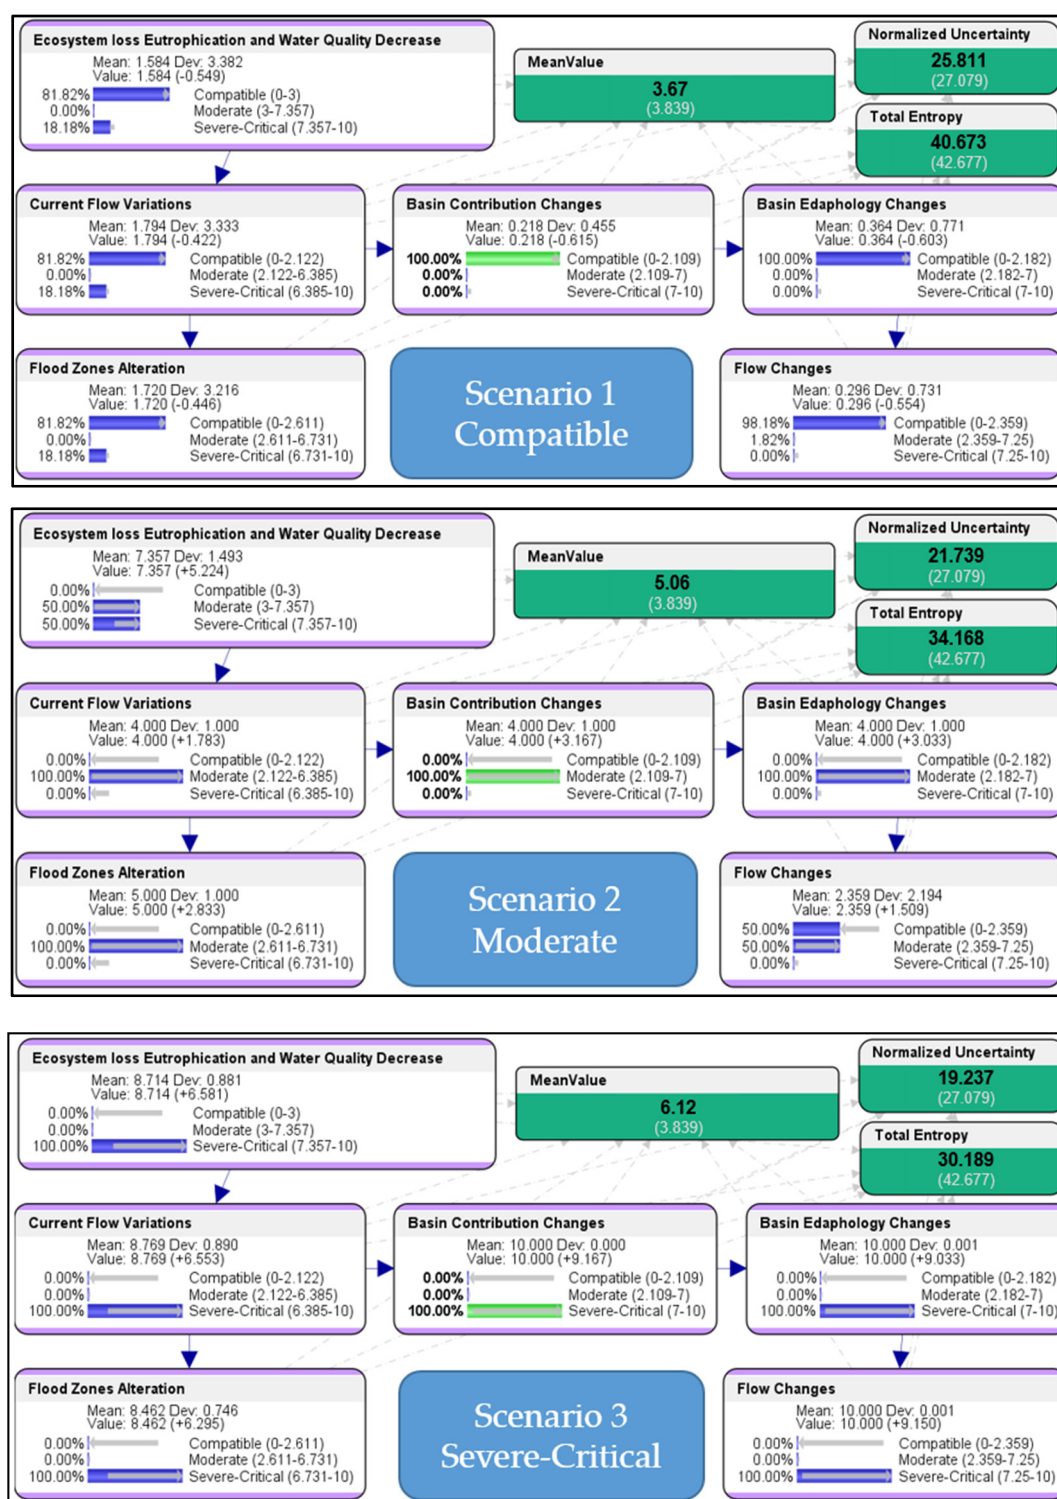 Ecosystem loss Eutrophication and Water Quality Decrease
Mean: 1.584 Dev: 3.382
Value: 1.584 (-0.549)
81.82% Compatible (0-3)
0.00% Moderate (3-7.357)
18.18% Severe-Critical (7.357-10)
MeanValue
3.67
(3.839)
Normalized Uncertainty
25.811
(27.079)
Total Entropy
40.673
(42.677)
Current Flow Variations
Mean: 1.794 Dev: 3.333
Value: 1.794 (-0.422)
81.82% Compatible (0-2.122)
0.00% Moderate (2.122-6.385)
18.18% Severe-Critical (6.385-10)
Basin Contribution Changes
Mean: 0.218 Dev: 0.455
Value: 0.218 (-0.615)
100.00% Compatible (0-2.109)
0.00% Moderate (2.109-7)
0.00% Severe-Critical (7-10)
Basin Edaphology Changes
Mean: 0.364 Dev: 0.771
Value: 0.364 (-0.603)
100.00% Compatible (0-2.182)
0.00% Moderate (2.182-7)
0.00% Severe-Critical (7-10)
Flood Zones Alteration
Mean: 1.720 Dev: 3.216
Value: 1.720 (-0.446)
81.82% Compatible (0-2.611)
0.00% Moderate (2.611-6.731)
18.18% Severe-Critical (6.731-10)
Scenario 1
Compatible
Flow Changes
Mean: 0.296 Dev: 0.731
Value: 0.296 (-0.554)
98.18% Compatible (0-2.359)
1.82% Moderate (2.359-7.25)
0.00% Severe-Critical (7.25-10)
Ecosystem loss Eutrophication and Water Quality Decrease
Mean: 7.357 Dev: 1.493
Value: 7.357 (+5.224)
0.00% Compatible (0-3)
50.00% Moderate (3-7.357)
50.00% Severe-Critical (7.357-10)
MeanValue
5.06
(3.839)
Normalized Uncertainty
21.739
(27.079)
Total Entropy
34.168
(42.677)
Current Flow Variations
Mean: 4.000 Dev: 1.000
Value: 4.000 (+1.783)
0.00% Compatible (0-2.122)
100.00% Moderate (2.122-6.385)
0.00% Severe-Critical (6.385-10)
Basin Contribution Changes
Mean: 4.000 Dev: 1.000
Value: 4.000 (+3.167)
0.00% Compatible (0-2.109)
100.00% Moderate (2.109-7)
0.00% Severe-Critical (7-10)
Basin Edaphology Changes
Mean: 4.000 Dev: 1.000
Value: 4.000 (+3.033)
0.00% Compatible (0-2.182)
100.00% Moderate (2.182-7)
0.00% Severe-Critical (7-10)
Flood Zones Alteration
Mean: 5.000 Dev: 1.000
Value: 5.000 (+2.833)
0.00% Compatible (0-2.611)
100.00% Moderate (2.611-6.731)
0.00% Severe-Critical (6.731-10)
Scenario 2
Moderate
Flow Changes
Mean: 2.359 Dev: 2.194
Value: 2.359 (+1.509)
50.00% Compatible (0-2.359)
50.00% Moderate (2.359-7.25)
0.00% Severe-Critical (7.25-10)
Ecosystem loss Eutrophication and Water Quality Decrease
Mean: 8.714 Dev: 0.881
Value: 8.714 (+6.581)
0.00% Compatible (0-3)
0.00% Moderate (3-7.357)
100.00% Severe-Critical (7.357-10)
MeanValue
6.12
(3.839)
Normalized Uncertainty
19.237
(27.079)
Total Entropy
30.189
(42.677)
Current Flow Variations
Mean: 8.769 Dev: 0.890
Value: 8.769 (+6.553)
0.00% Compatible (0-2.122)
0.00% Moderate (2.122-6.385)
100.00% Severe-Critical (6.385-10)
Basin Contribution Changes
Mean: 10.000 Dev: 0.000
Value: 10.000 (+9.167)
0.00% Compatible (0-2.109)
0.00% Moderate (2.109-7)
100.00% Severe-Critical (7-10)
Basin Edaphology Changes
Mean: 10.000 Dev: 0.001
Value: 10.000 (+9.033)
0.00% Compatible (0-2.182)
0.00% Moderate (2.182-7)
100.00% Severe-Critical (7-10)
Flood Zones Alteration
Mean: 8.462 Dev: 0.746
Value: 8.462 (+6.295)
0.00% Compatible (0-2.611)
0.00% Moderate (2.611-6.731)
100.00% Severe-Critical (6.731-10)
Scenario 3
Severe-Critical
Flow Changes
Mean: 10.000 Dev: 0.001
Value: 10.000 (+9.150)
0.00% Compatible (0-2.359)
0.00% Moderate (2.359-7.25)
100.00% Severe-Critical (7.25-10)